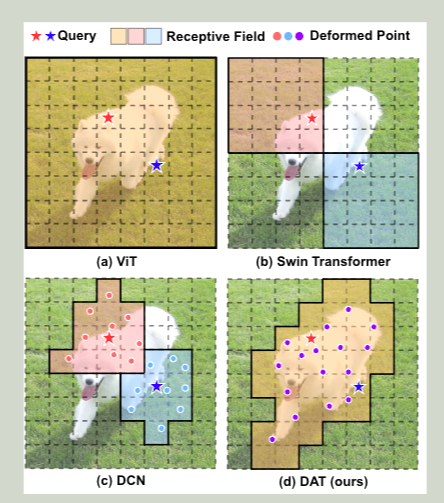 Query Receptive Field Deformed Point
(a) ViT
(b) Swin Transformer
(c) DCN
(d) DAT (ours)